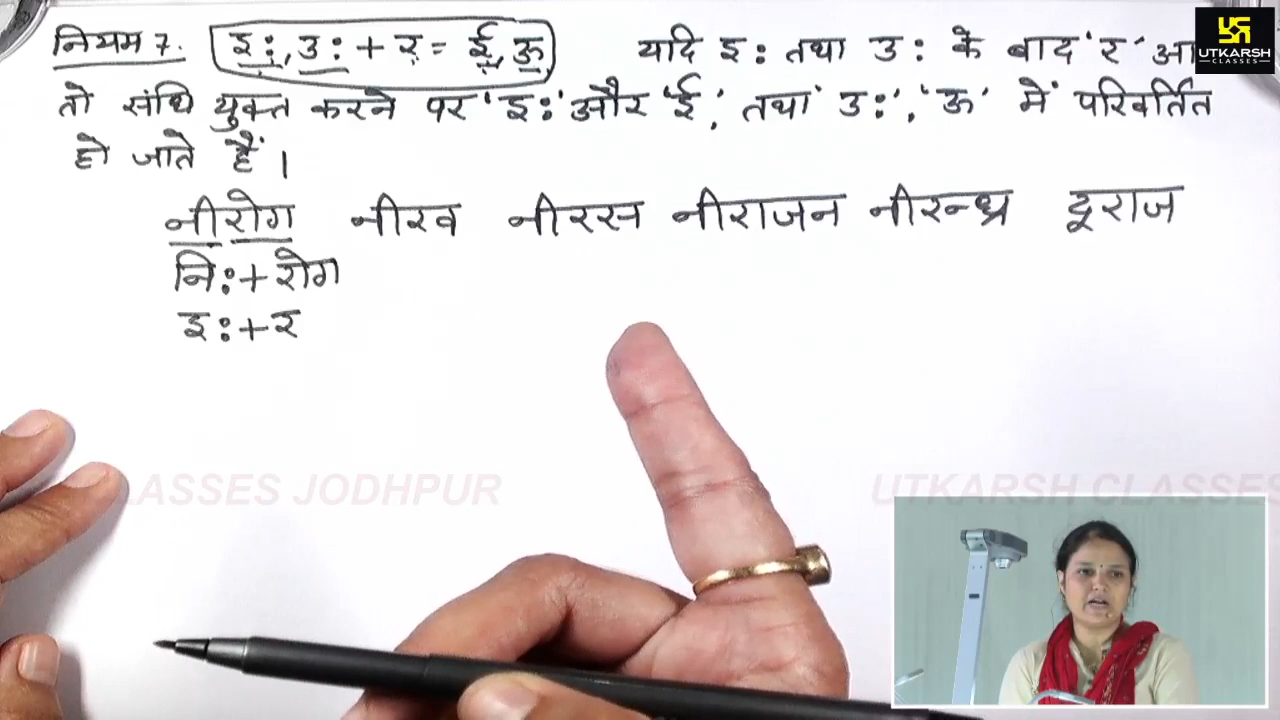 नियम 7. इः, उः + र = ई, ऊ यदि इः तथा उः के बाद 'र' आ
तो संधि युक्त करने पर 'इः' और 'ई', तथा 'उः', 'ऊ' में परिवर्तित
हो जाते हैं।
नीरोग नीरव नीरस नीराजन नीरन्ध्र दूराज
निः + रोग
इः + र
UTKARSH
CLASSES
CLASSES JODHPUR UTKARSH CLASSES